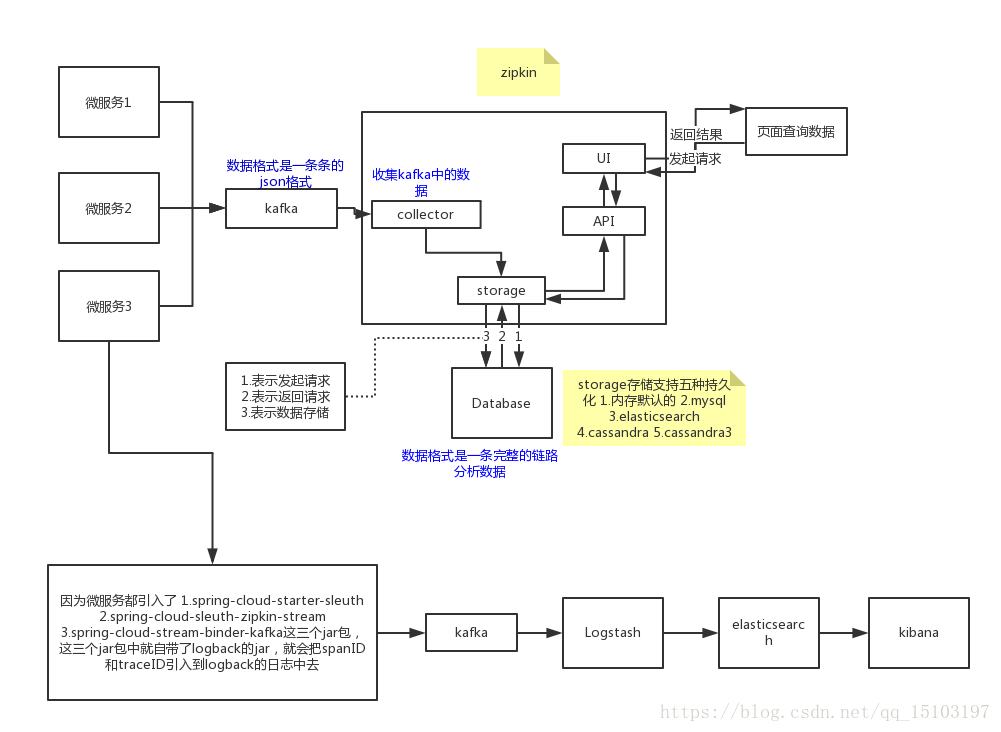 zipkin
微服务1
微服务2
微服务3
数据格式是一条条的
json格式
kafka
收集kafka中的数
据
collector
UI
API
storage
返回结果
发起请求
页面查询数据
3 2 1
1.表示发起请求
2.表示返回请求
3.表示数据存储
Database
storage存储支持五种持久
化 1.内存默认的 2.mysql
3.elasticsearch
4.cassandra 5.cassandra3
数据格式是一条完整的链路
分析数据
因为微服务都引入了 1.spring-cloud-starter-sleuth
2.spring-cloud-sleuth-zipkin-stream
3.spring-cloud-stream-binder-kafka这三个jar包，
这三个jar包中就自带了logback的jar，就会把spanID
和traceID引入到logback的日志中去
kafka
Logstash
elasticsearc
h
kibana
https://blog.csdn.net/qq_15103197